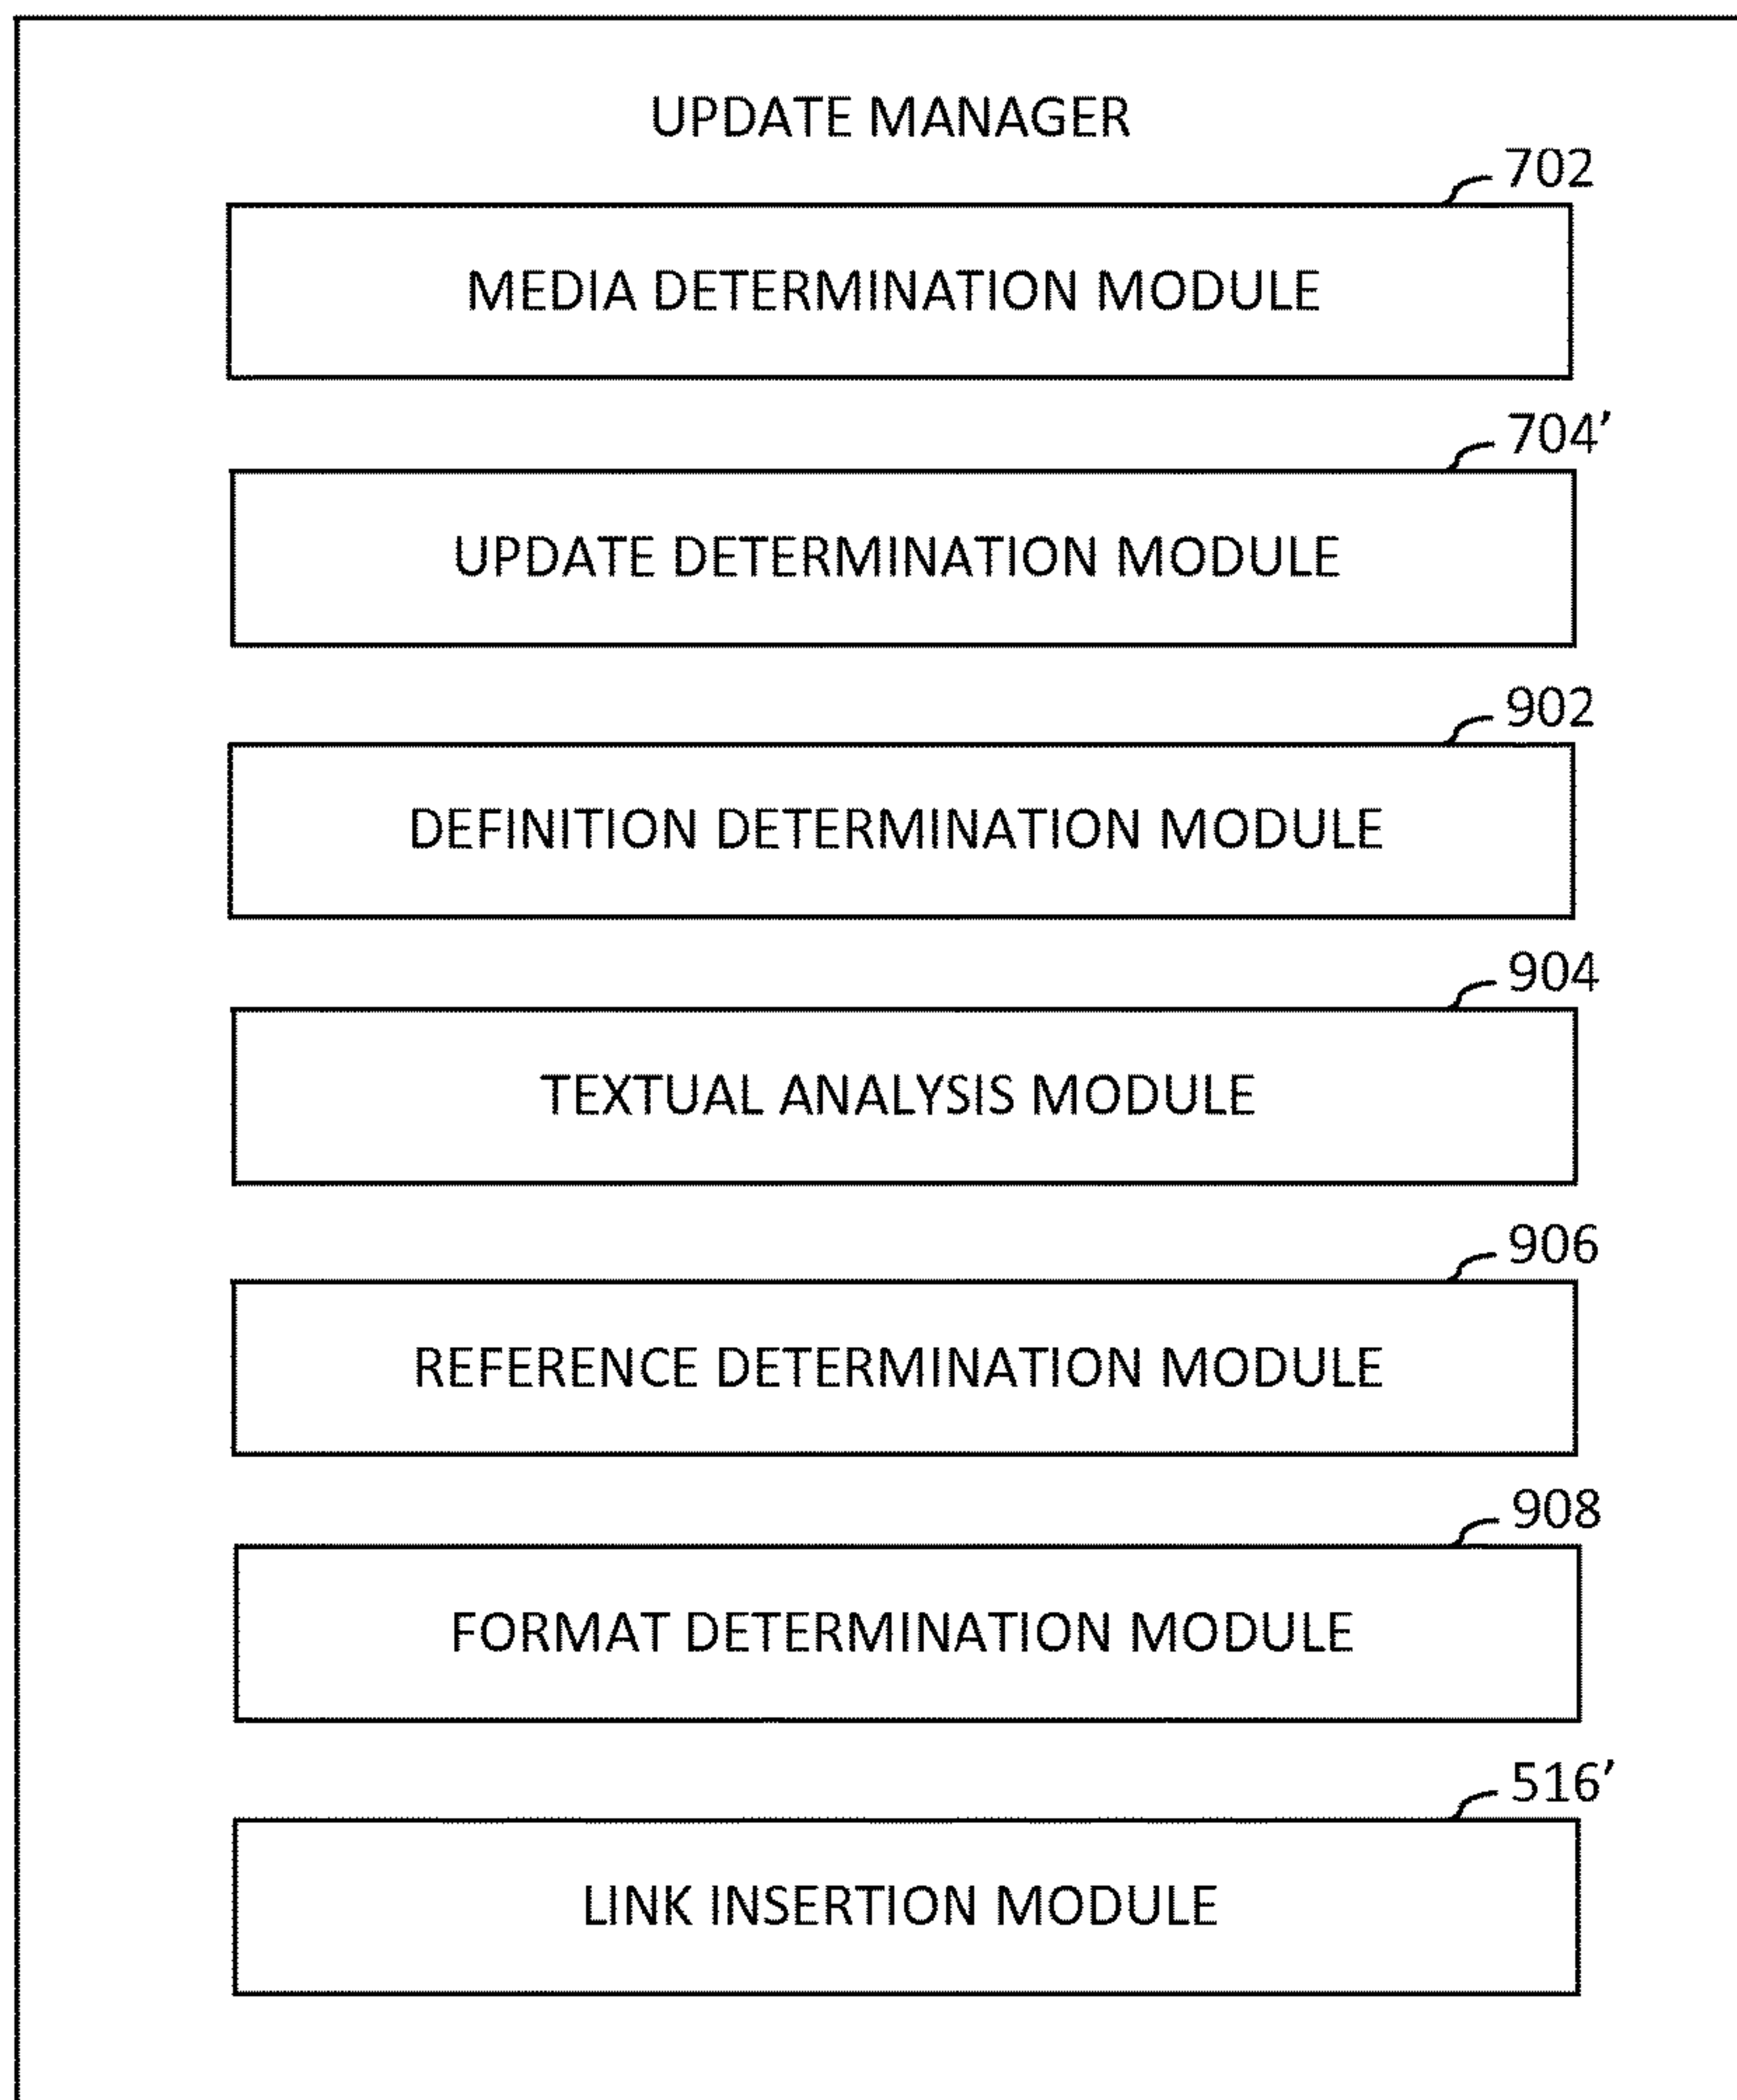 UPDATE MANAGER
702
MEDIA DETERMINATION MODULE
704’
UPDATE DETERMINATION MODULE
902
DEFINITION DETERMINATION MODULE
904
TEXTUAL ANALYSIS MODULE
906
REFERENCE DETERMINATION MODULE
908
FORMAT DETERMINATION MODULE
516’
LINK INSERTION MODULE